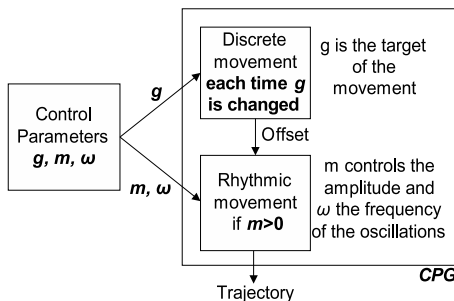 Control
Parameters
g, m, ω
g
m, ω
Discrete
movement
each time g
is changed
g is the target
of the
movement
Offset
Rhythmic
movement
if m>0
m controls the
amplitude and
ω the frequency
of the oscillations
CPG
Trajectory